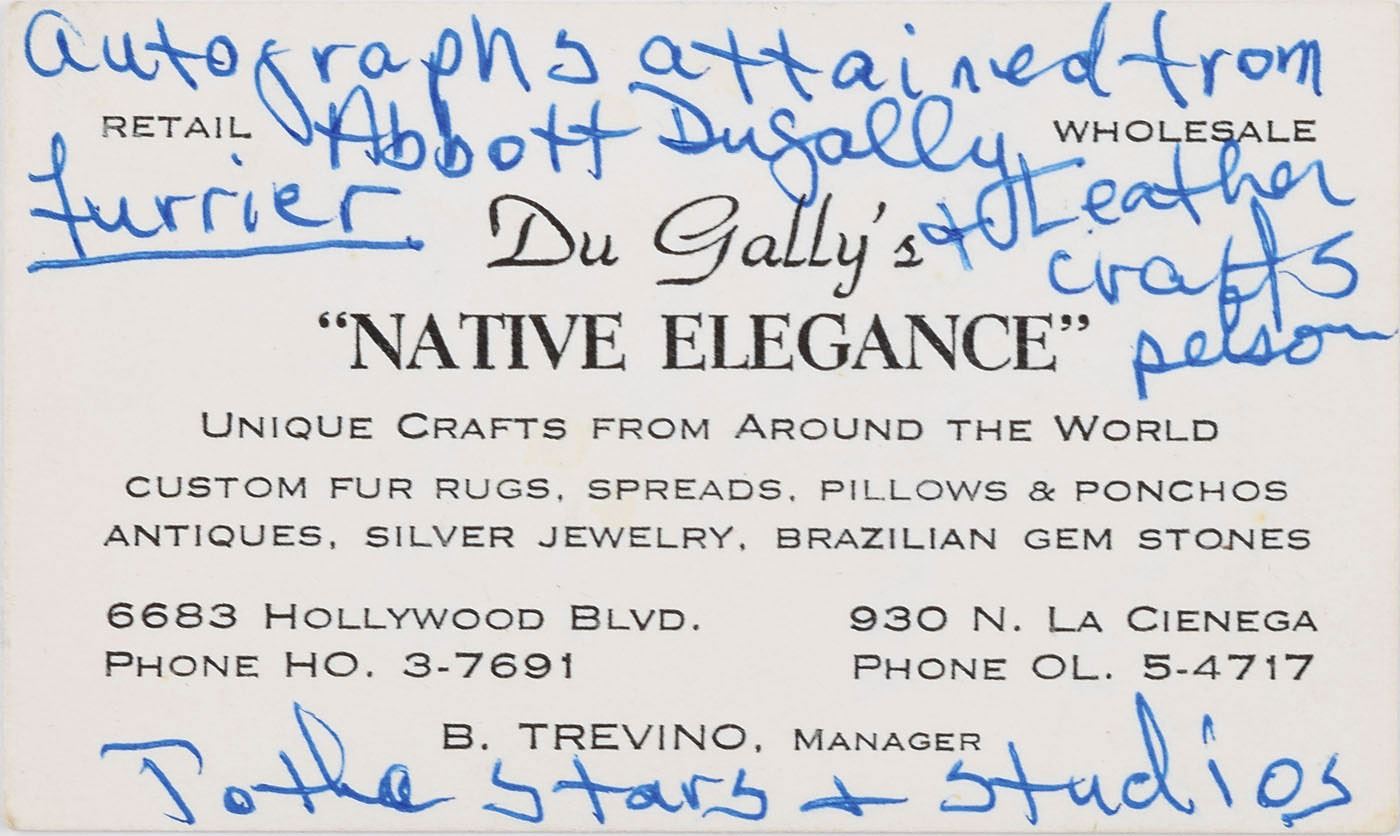 Autographs attained from
RETAIL Abbott Dugally WHOLESALE
furrier. & Leather
Du Gally's crafts
person
"NATIVE ELEGANCE"
UNIQUE CRAFTS FROM AROUND THE WORLD
CUSTOM FUR RUGS, SPREADS, PILLOWS & PONCHOS
ANTIQUES, SILVER JEWELRY, BRAZILIAN GEM STONES
6683 HOLLYWOOD BLVD. 930 N. LA CIENEGA
PHONE HO. 3-7691 PHONE OL. 5-4717
B. TREVINO, MANAGER
To the stars + studios